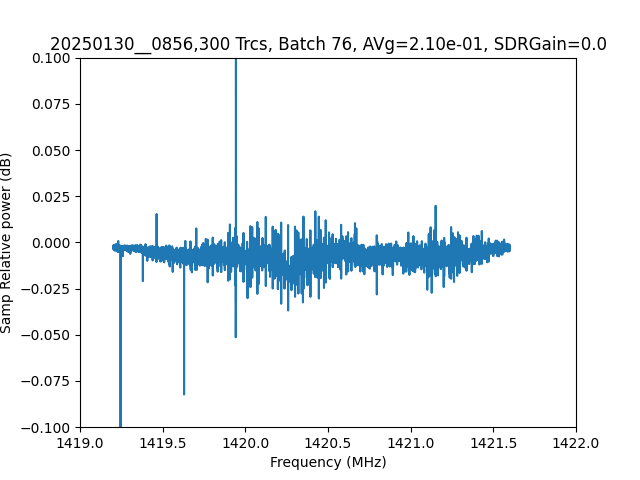 20250130__0856,300 Trcs, Batch 76, AVg=2.10e-01, SDRGain=0.0
0.100
0.075
0.050
0.025
0.000
−0.025
−0.050
−0.075
−0.100
Samp Relative power (dB)
1419.0 1419.5 1420.0 1420.5 1421.0 1421.5 1422.0
Frequency (MHz)